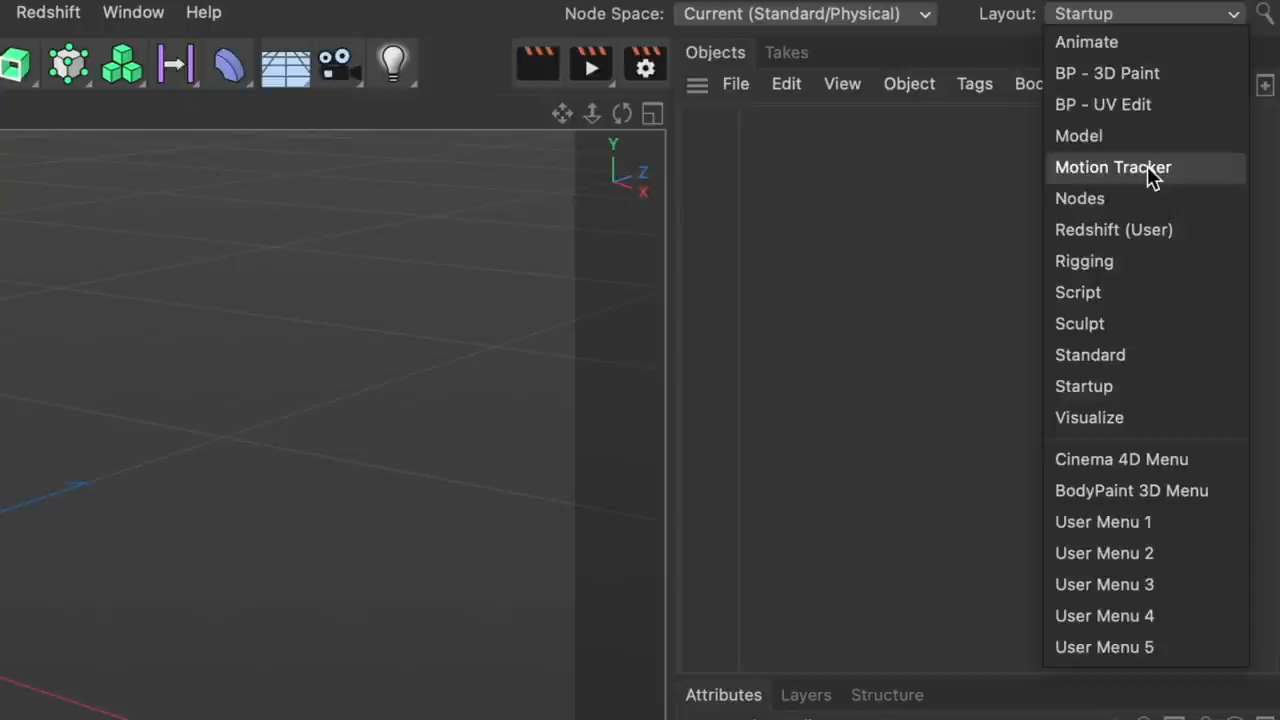 Redshift Window Help Node Space: Current (Standard/Physical) Layout: Startup
Objects Takes
File Edit View Object Tags Boo
Y
Z
X
Animate
BP - 3D Paint
BP - UV Edit
Model
Motion Tracker
Nodes
Redshift (User)
Rigging
Script
Sculpt
Standard
Startup
Visualize
Cinema 4D Menu
BodyPaint 3D Menu
User Menu 1
User Menu 2
User Menu 3
User Menu 4
User Menu 5
Attributes Layers Structure